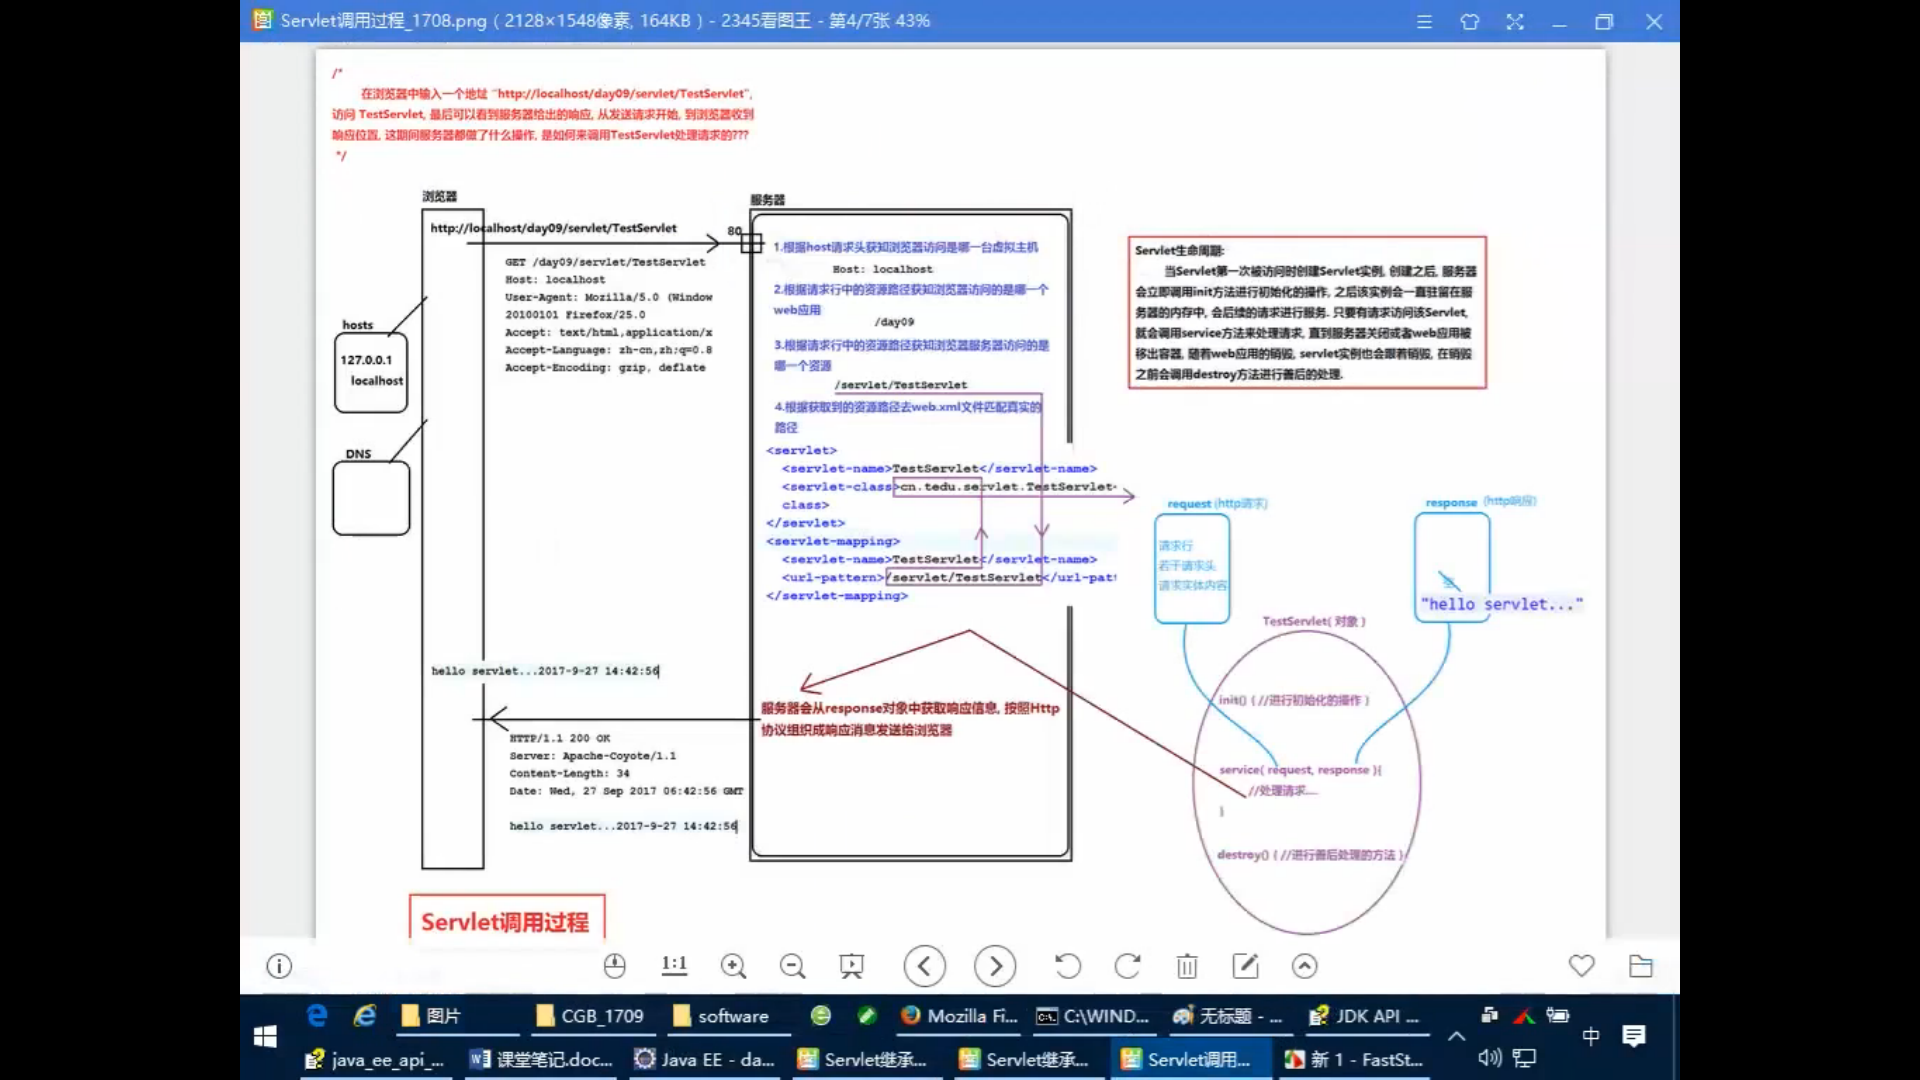 Servlet调用过程_1708.png ( 2128×1548像素, 164KB ) - 2345看图王 - 第4/7张 43%
/*
在浏览器中输入一个地址 "http://localhost/day09/servlet/TestServlet",
访问 TestServlet, 最后可以看到服务器给出的响应, 从发送请求开始, 到浏览器收到
响应位置, 这期间服务器都做了什么操作, 是如何来调用TestServlet处理请求的???
*/
浏览器
http://localhost/day09/servlet/TestServlet
GET /day09/servlet/TestServlet
Host: localhost
User-Agent: Mozilla/5.0 (Window
20100101 Firefox/25.0
Accept: text/html,application/x
Accept-Language: zh-cn,zh;q=0.8
Accept-Encoding: gzip, deflate
hosts
127.0.0.1
localhost
DNS
服务器
80
1.根据host请求头获知浏览器访问是哪一台虚拟主机
Host: localhost
2.根据请求行中的资源路径获知浏览器访问的是哪一个
web应用
/day09
3.根据请求行中的资源路径获知浏览器服务器访问的是
哪一个资源
/servlet/TestServlet
4.根据获取到的资源路径去web.xml文件匹配真实的
路径
<servlet>
<servlet-name>TestServlet</servlet-name>
<servlet-class>cn.tedu.servlet.TestServlet-
class>
</servlet>
<servlet-mapping>
<servlet-name>TestServlet</servlet-name>
<url-pattern>/servlet/TestServlet</url-pat
</servlet-mapping>
服务器会从response对象中获取响应信息, 按照Http
协议组织成响应消息发送给浏览器
hello servlet...2017-9-27 14:42:56
HTTP/1.1 200 OK
Server: Apache-Coyote/1.1
Content-Length: 34
Date: Wed, 27 Sep 2017 06:42:56 GMT
hello servlet...2017-9-27 14:42:56
Servlet生命周期:
当Servlet第一次被访问时创建Servlet实例, 创建之后, 服务器
会立即调用init方法进行初始化的操作, 之后该实例会一直驻留在服
务器的内存中, 会后续的请求进行服务. 只要有请求访问该Servlet,
就会调用service方法来处理请求, 直到服务器关闭或者web应用被
移出容器, 随着web应用的销毁, servlet实例也会跟着销毁, 在销毁
之前会调用destroy方法进行善后的处理.
request (http请求)
请求行
若干请求头
请求实体内容
response (http响应)
空
"hello servlet..."
TestServlet( 对象 )
init() { //进行初始化的操作 }
service( request, response ){
//处理请求....
}
destroy() { //进行善后处理的方法 }
Servlet调用过程
1:1
图片
CGB_1709
software
Mozilla Fi...
C:\WIND...
无标题 - ...
JDK API ...
java_ee_api_...
课堂笔记.doc...
Java EE - da...
Servlet继承...
Servlet继承...
Servlet调用...
新 1 - FastSt...
中